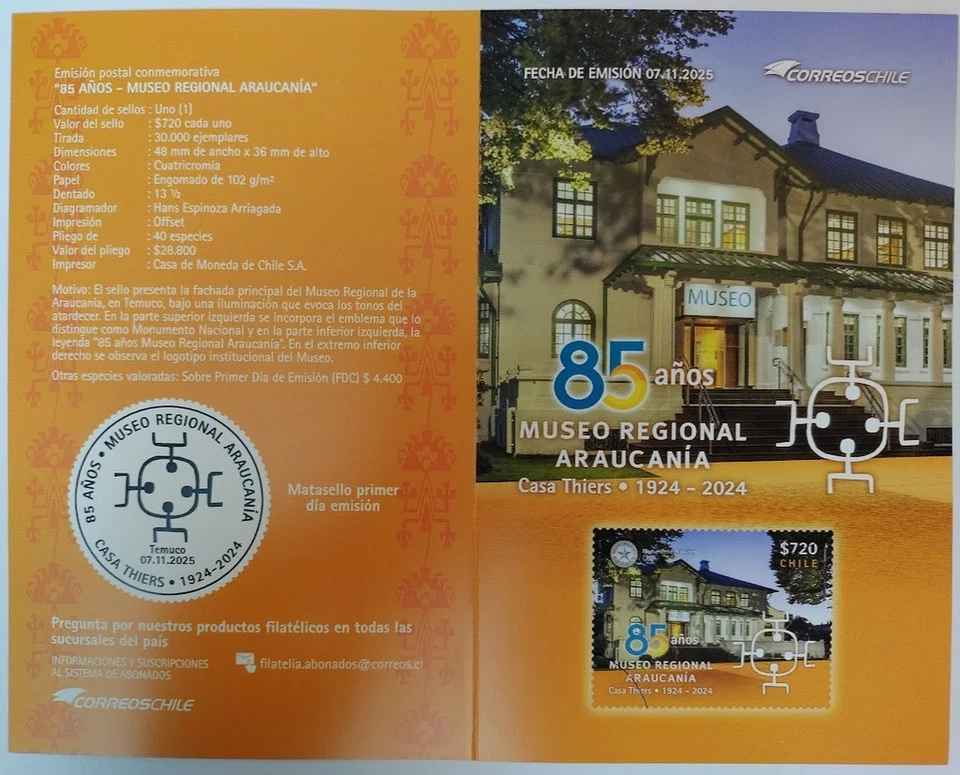 Emisión postal conmemorativa
"85 AÑOS - MUSEO REGIONAL ARAUCANÍA"
Cantidad de sellos : Uno (1)
Valor del sello : $720 cada uno
Tirada : 30.000 ejemplares
Dimensiones : 48 mm de ancho x 36 mm de alto
Colores : Cuatricromía
Papel : Engomado de 102 g/m²
Dentado : 13 ½
Diagramador : Hans Espinoza Arriagada
Impresión : Offset
Pliego de : 40 especies
Valor del pliego : $28.800
Impresor : Casa de Moneda de Chile S.A.
Motivo: El sello presenta la fachada principal del Museo Regional de la
Araucanía, en Temuco, bajo una iluminación que evoca los tonos del
atardecer. En la parte superior izquierda se incorpora el emblema que lo
distingue como Monumento Nacional y en la parte inferior izquierda, la
leyenda "85 años Museo Regional Araucanía". En el extremo inferior
derecho se observa el logotipo institucional del Museo.
Otras especies valoradas: Sobre Primer Día de Emisión (FDC) $ 4.400
85 AÑOS • MUSEO REGIONAL ARAUCANÍA
Temuco
07.11.2025
CASA THIERS • 1924-2024
Matasello primer
día emisión
Pregunta por nuestros productos filatélicos en todas las
sucursales del país
INFORMACIONES Y SUSCRIPCIONES
AL SISTEMA DE ABONADOS
filatelia.abonados@correos.cl
CORREOSCHILE
FECHA DE EMISIÓN 07.11.2025
CORREOSCHILE
MUSEO
85 años
MUSEO REGIONAL
ARAUCANÍA
Casa Thiers • 1924 - 2024
$720
CHILE
85 años
MUSEO REGIONAL
ARAUCANÍA
Casa Thiers • 1924 - 2024